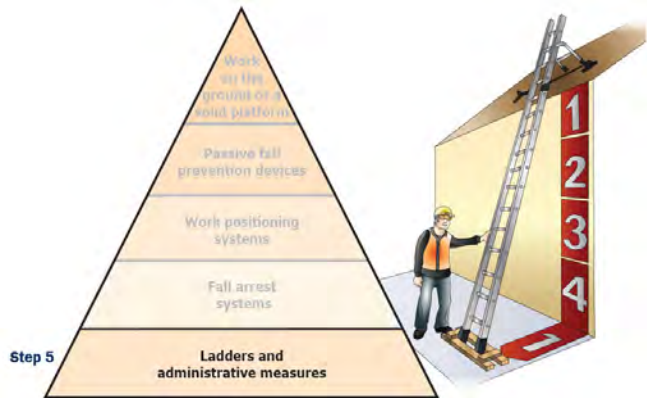 Work
on the
ground or a
solid platform
Passive fall
prevention devices
Work positioning
systems
Fall arrest
systems
Step 5
Ladders and
administrative measures
1
2
3
4
1